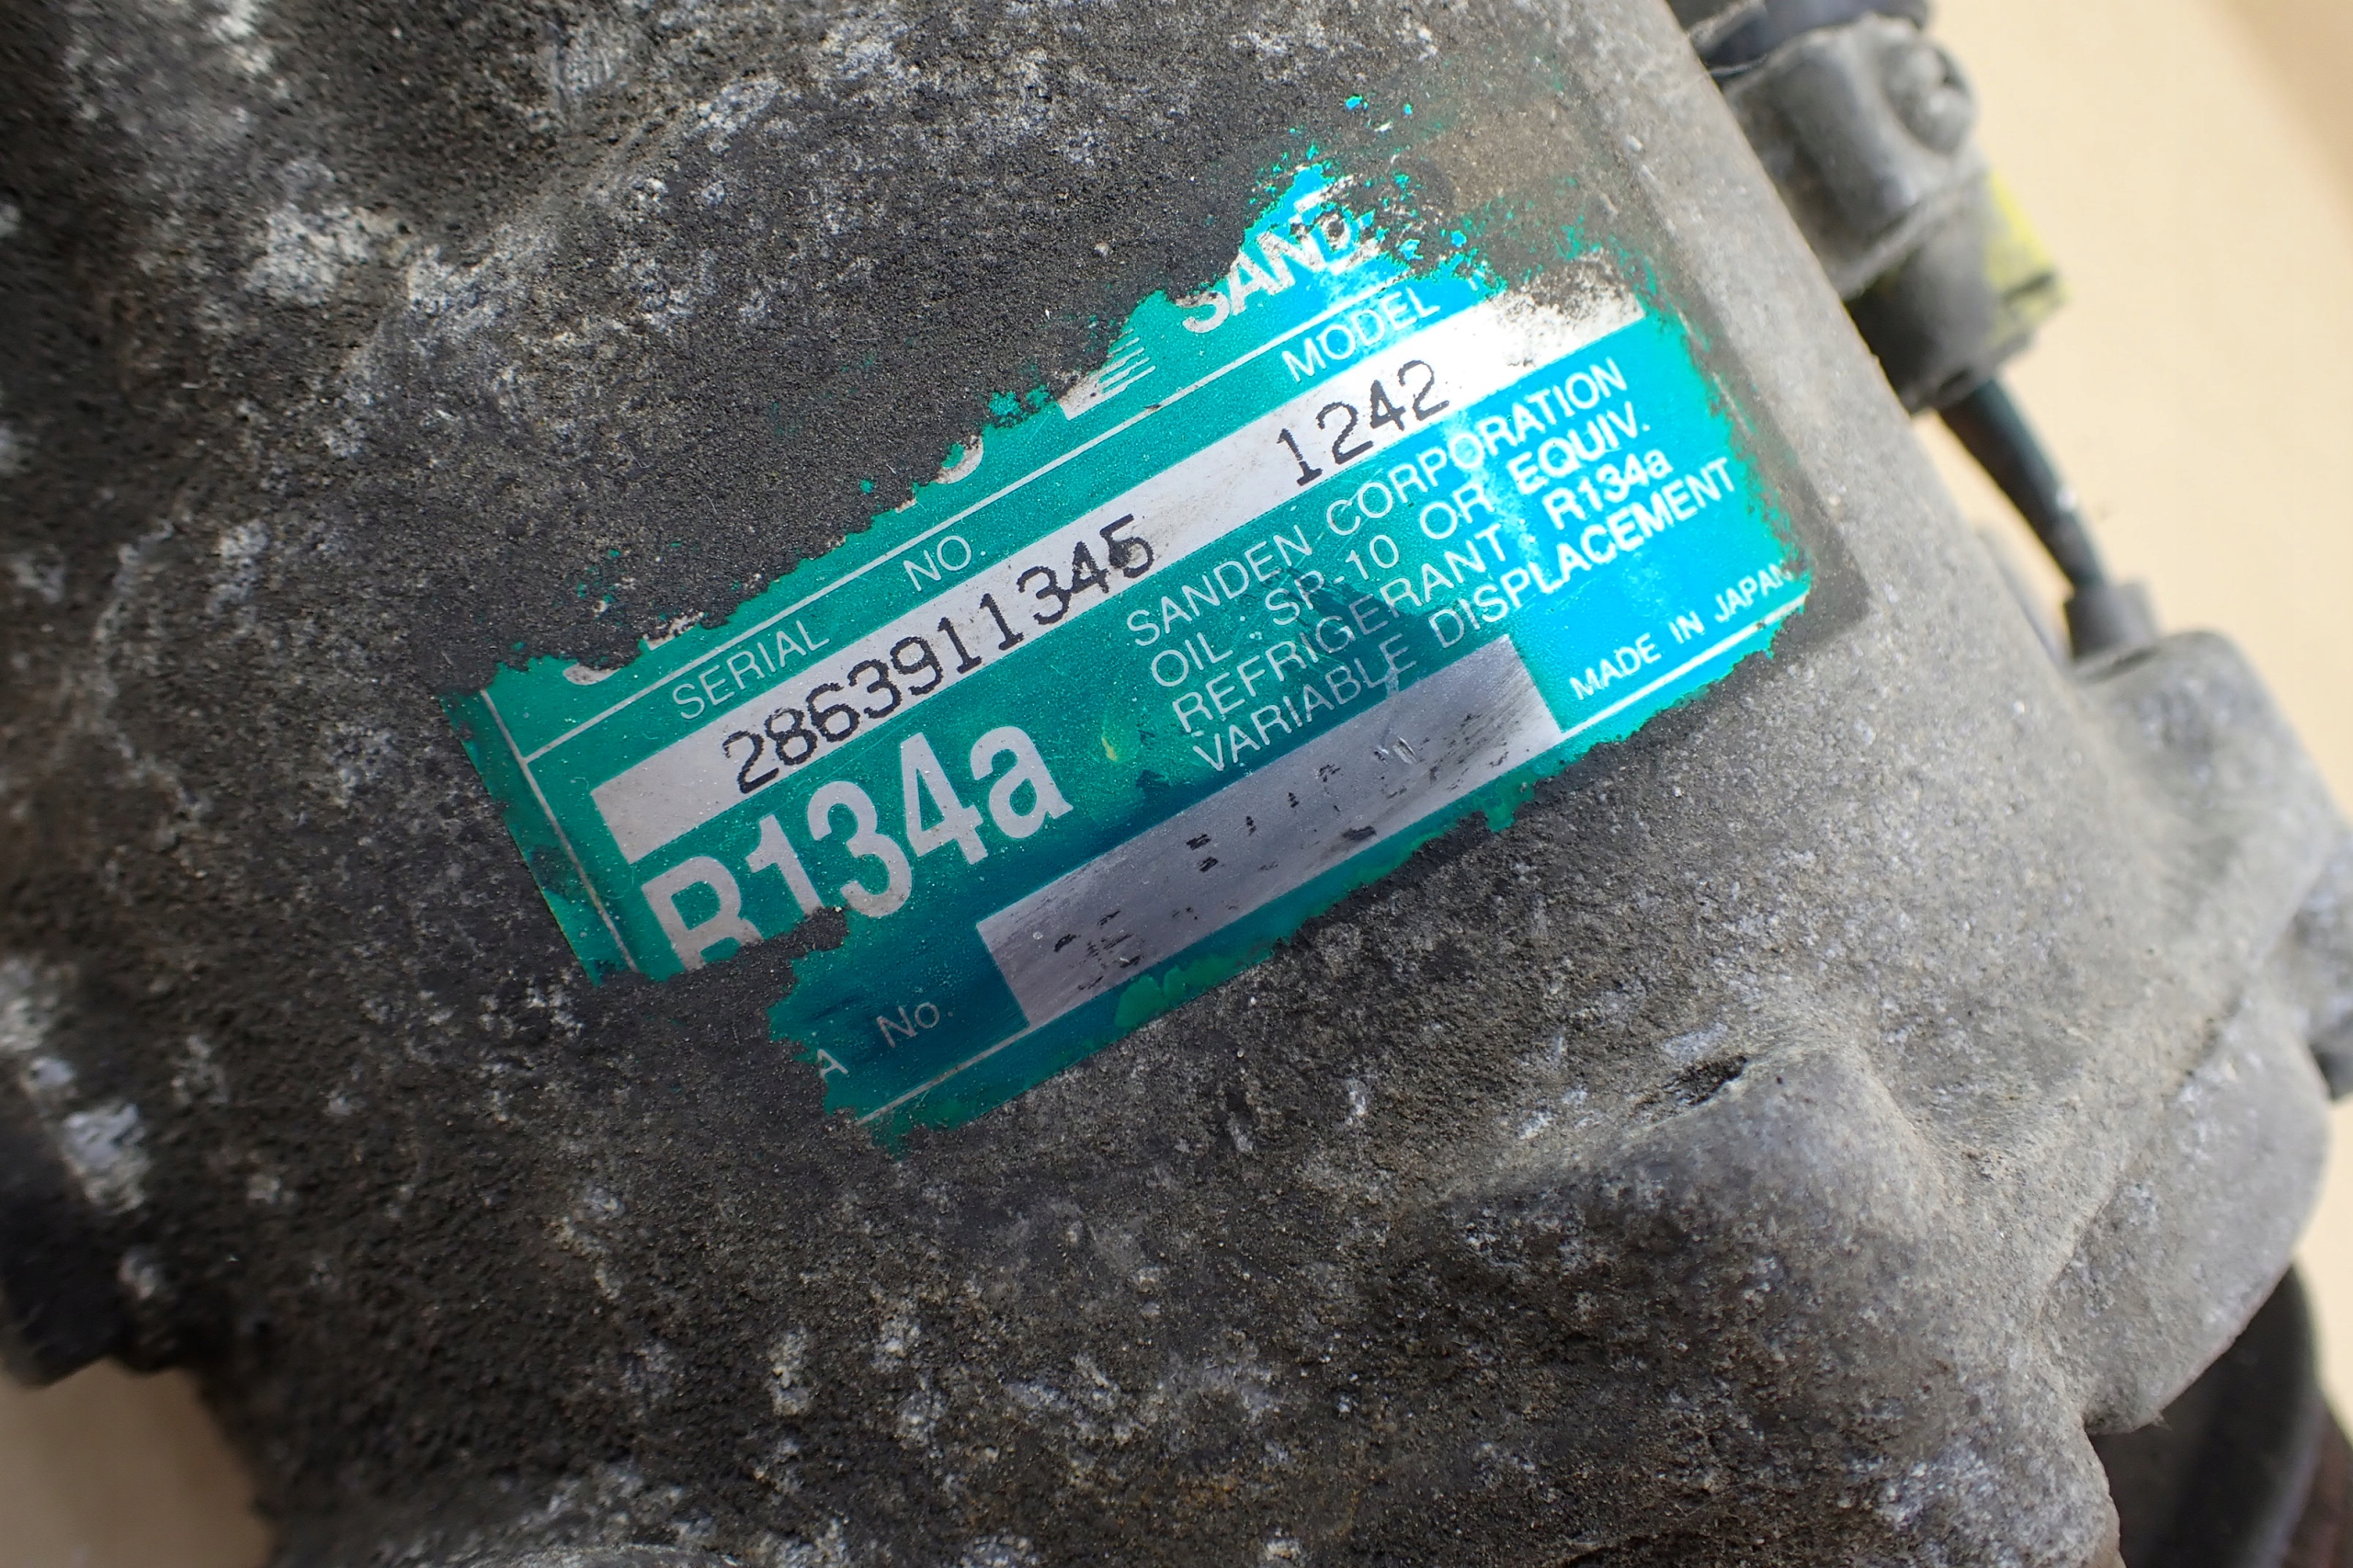 SAND
SERIAL NO MODEL
2863911345 1242
R134a
SANDEN CORPORATION
OIL : SP-10 OR EQUIV.
REFRIGERANT R134a
VARIABLE DISPLACEMENT
A No.
MADE IN JAPAN